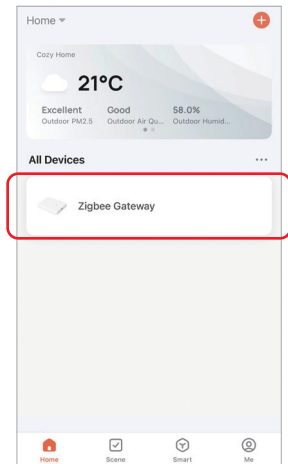 Home
Cozy Home
21°C
Excellent Good 58.0%
Outdoor PM2.5 Outdoor Air Qu... Outdoor Humid...
All Devices
Zigbee Gateway
Home Scene Smart Me